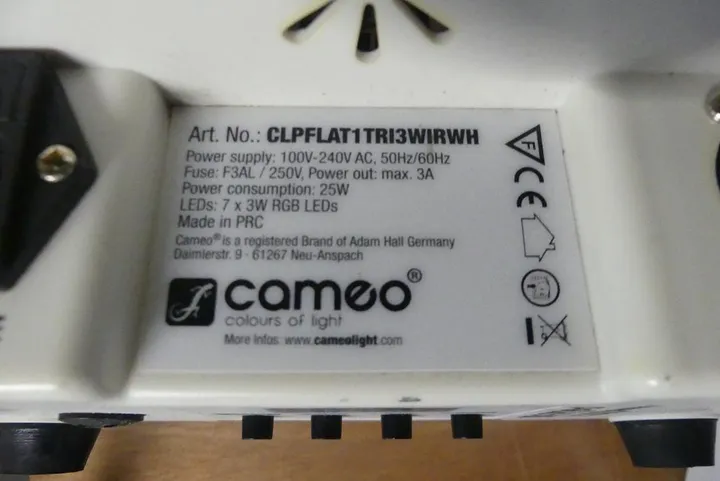 Art. No.: CLPFLAT1TRI3WIRWH
Power supply: 100V-240V AC, 50Hz/60Hz
Fuse: F3AL / 250V, Power out: max. 3A
Power consumption: 25W
LEDs: 7 x 3W RGB LEDs
Made in PRC
Cameo® is a registered Brand of Adam Hall Germany
Daimlerstr. 9 · 61267 Neu-Anspach
cameo®
colours of light
More Infos: www.cameolight.com
F
CE